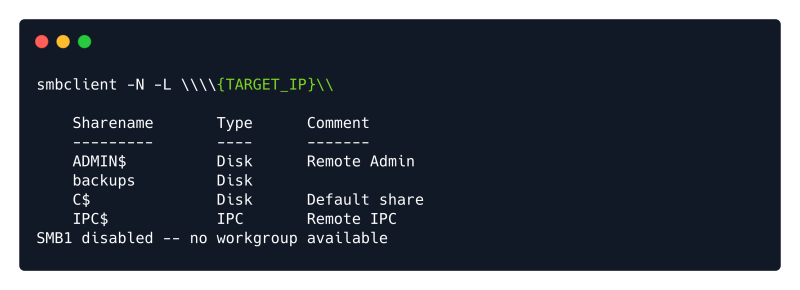 smbclient -N -L \\\\{TARGET_IP}\\
Sharename Type Comment
--------- ---- -------
ADMIN$ Disk Remote Admin
backups Disk
C$ Disk Default share
IPC$ IPC Remote IPC
SMB1 disabled -- no workgroup available